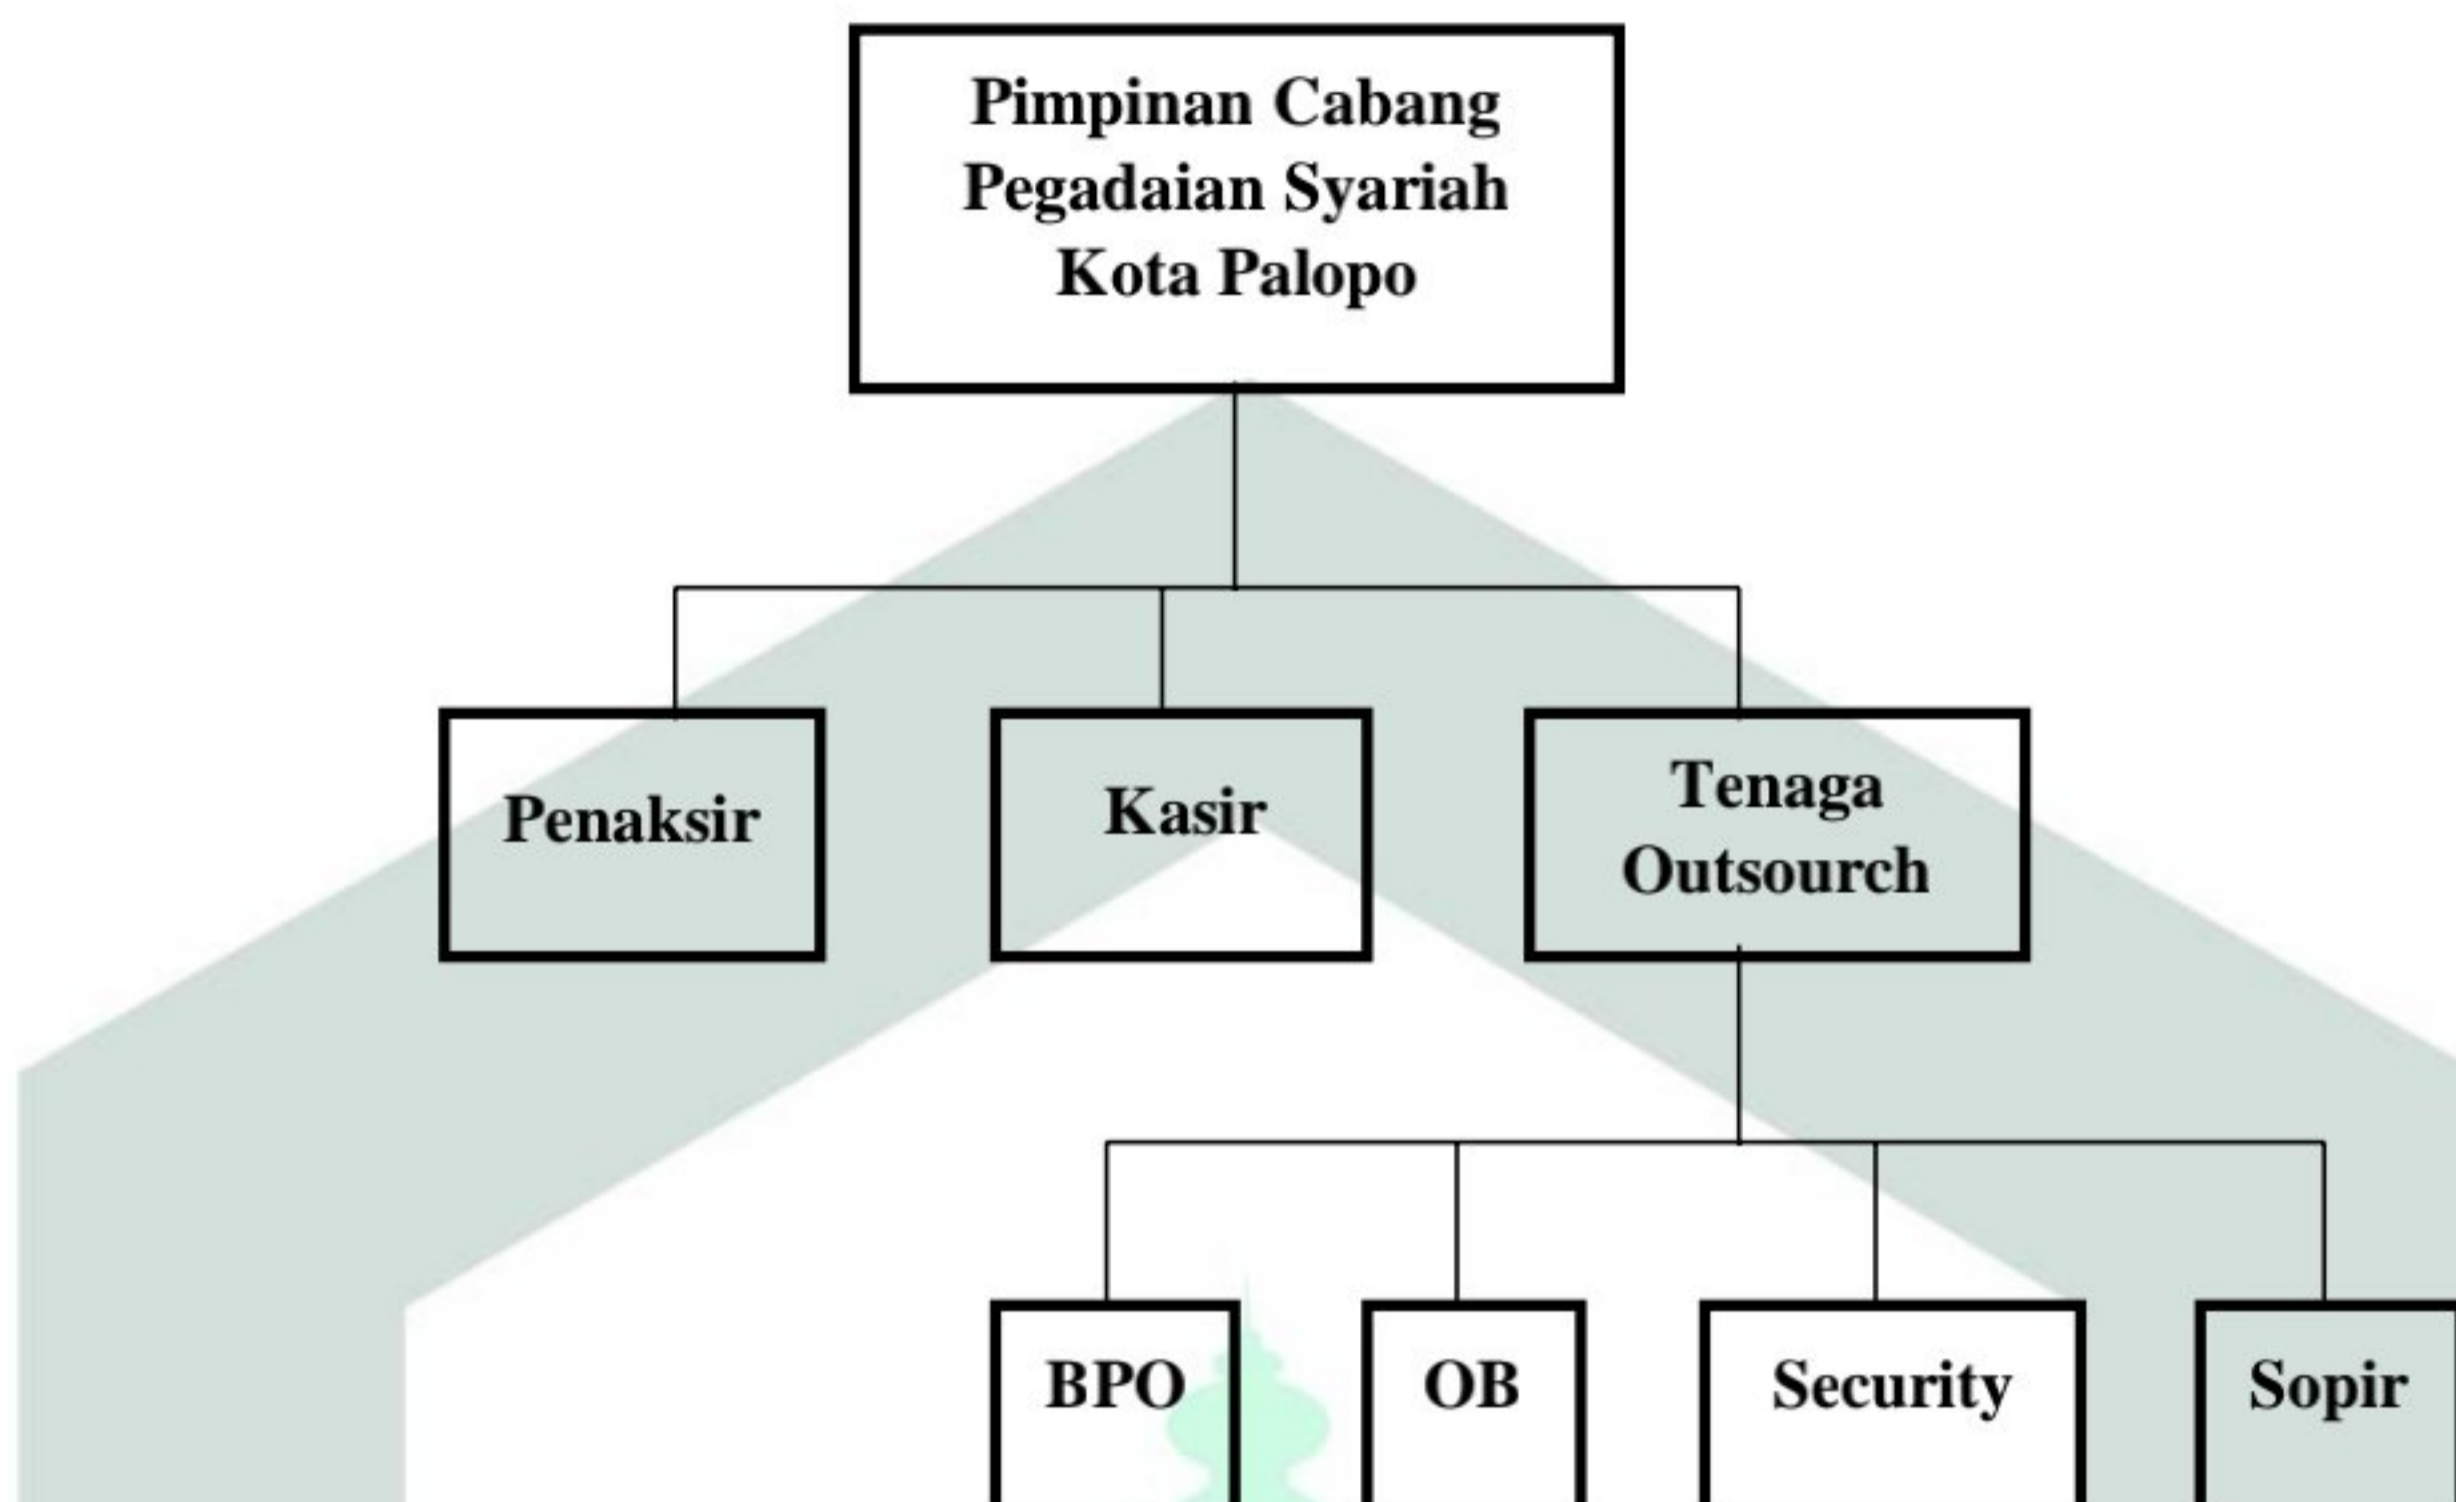 Pimpinan Cabang
Pegadaian Syariah
Kota Palopo
Penaksir
Kasir
Tenaga
Outsourch
BPO
OB
Security
Sopir